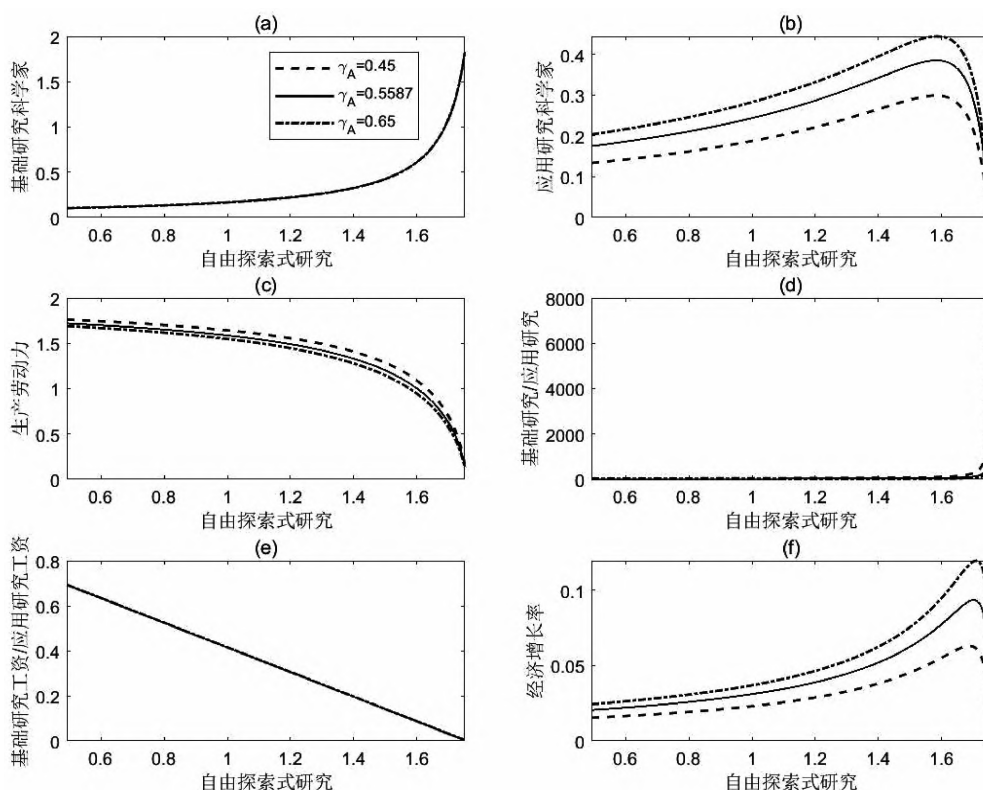 (a)
2
1.5
1
0.5
0
基础研究科学家
γA=0.45
γA=0.5587
γA=0.65
0.6 0.8 1 1.2 1.4 1.6
自由探索式研究
(b)
0.4
0.3
0.2
0.1
0
应用研究科学家
0.6 0.8 1 1.2 1.4 1.6
自由探索式研究
(c)
2
1.5
1
0.5
0
生产劳动力
0.6 0.8 1 1.2 1.4 1.6
自由探索式研究
(d)
8000
6000
4000
2000
0
基础研究/应用研究
0.6 0.8 1 1.2 1.4 1.6
自由探索式研究
(e)
0.8
0.6
0.4
0.2
0
基础研究工资/应用研究工资
0.6 0.8 1 1.2 1.4 1.6
自由探索式研究
(f)
0.1
0.05
0
经济增长率
0.6 0.8 1 1.2 1.4 1.6
自由探索式研究